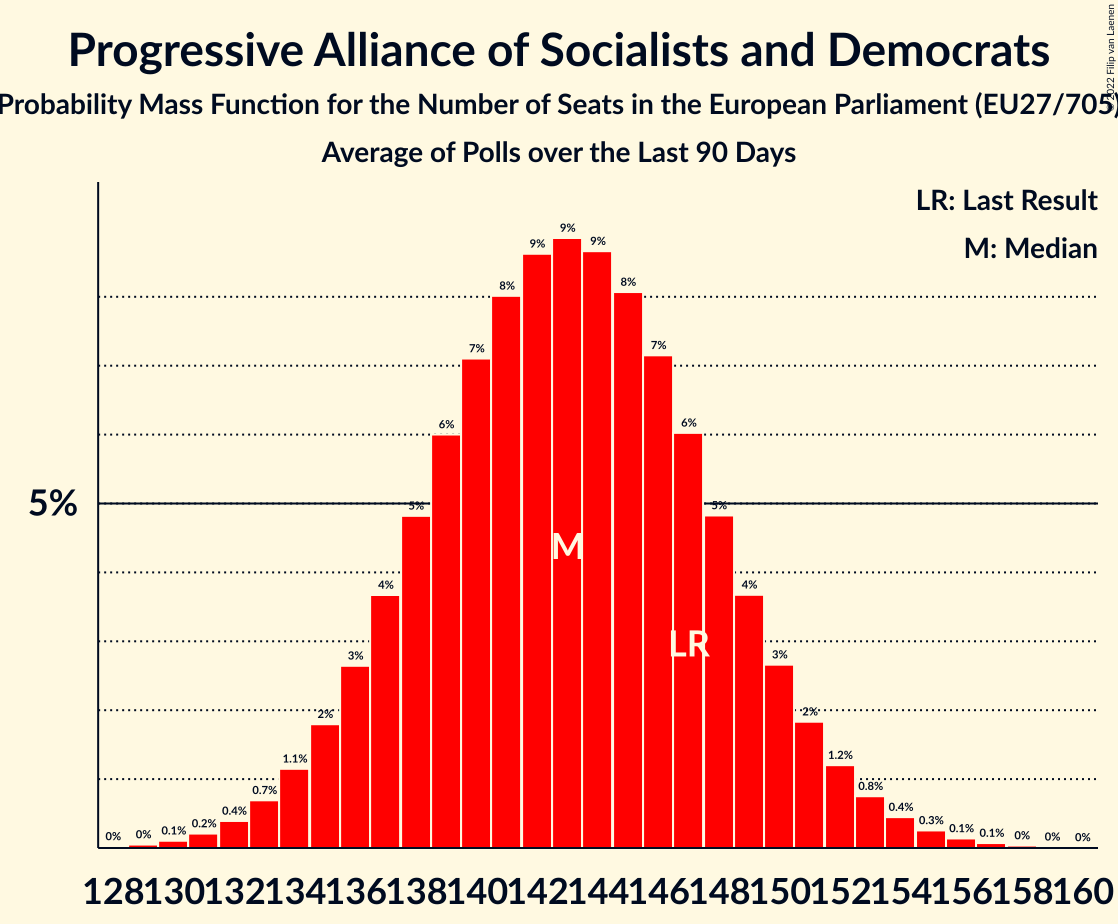 Progressive Alliance of Socialists and Democrats
Probability Mass Function for the Number of Seats in the European Parliament (EU27/705)
Average of Polls over the Last 90 Days
© 2022 Filip van Laenen
LR: Last Result
M: Median
5%
0% 0% 0.1% 0.2% 0.4% 0.7% 1.1% 2% 3% 4% 5% 6% 7% 8% 9% 9% 9% 8% 7% 6% 5% 4% 3% 2% 1.2% 0.8% 0.4% 0.3% 0.1% 0.1% 0% 0% 0%
M
LR
128 130 132 134 136 138 140 142 144 146 148 150 152 154 156 158 160